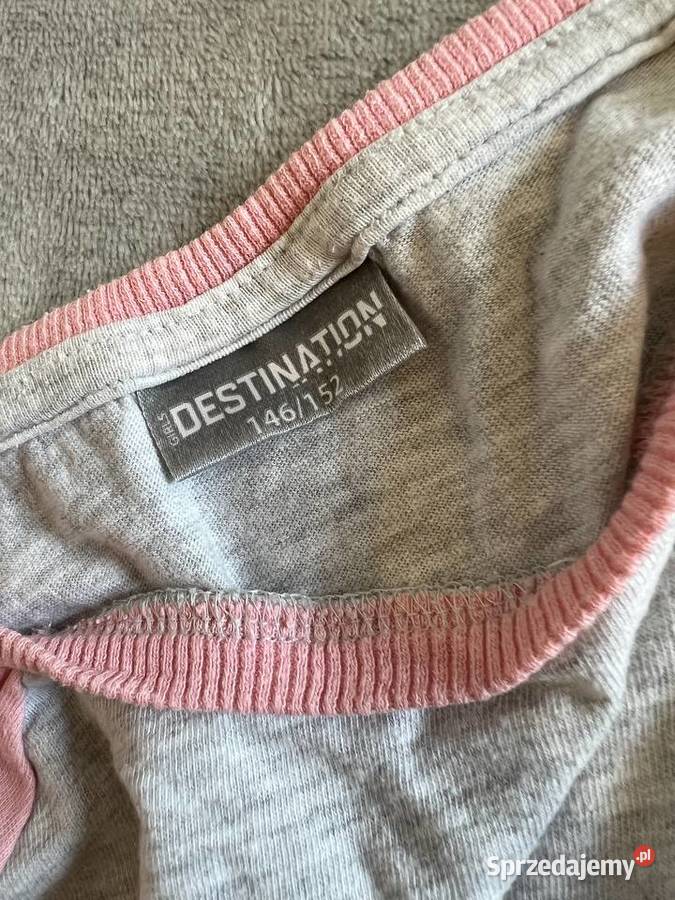 GIRLS
DESTINATION
146/152
Sprzedajemy.pl